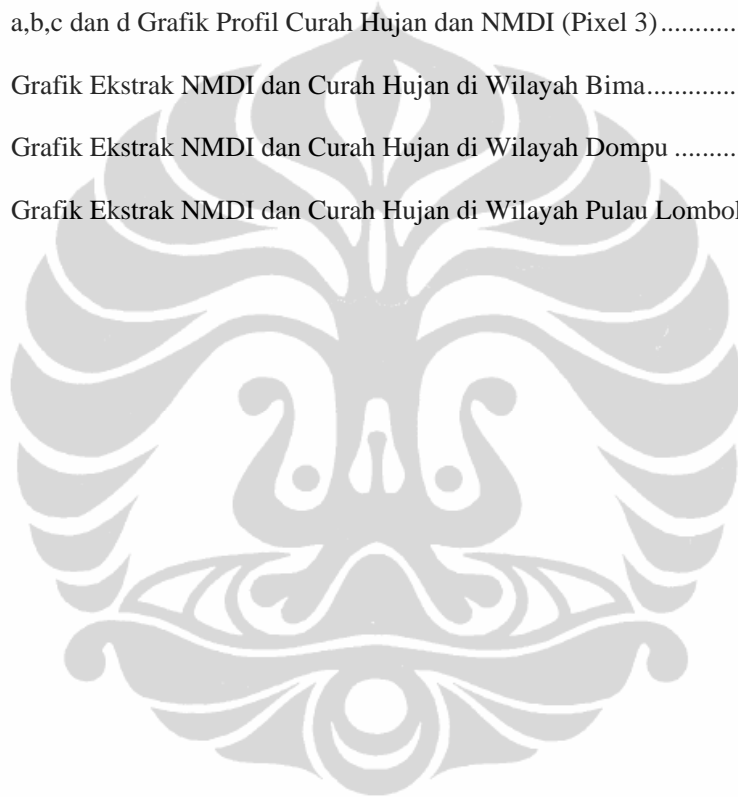 a,b,c dan d Grafik Profil Curah Hujan dan NMDI (Pixel 3)...........
Grafik Ekstrak NMDI dan Curah Hujan di Wilayah Bima.............
Grafik Ekstrak NMDI dan Curah Hujan di Wilayah Dompu .........
Grafik Ekstrak NMDI dan Curah Hujan di Wilayah Pulau